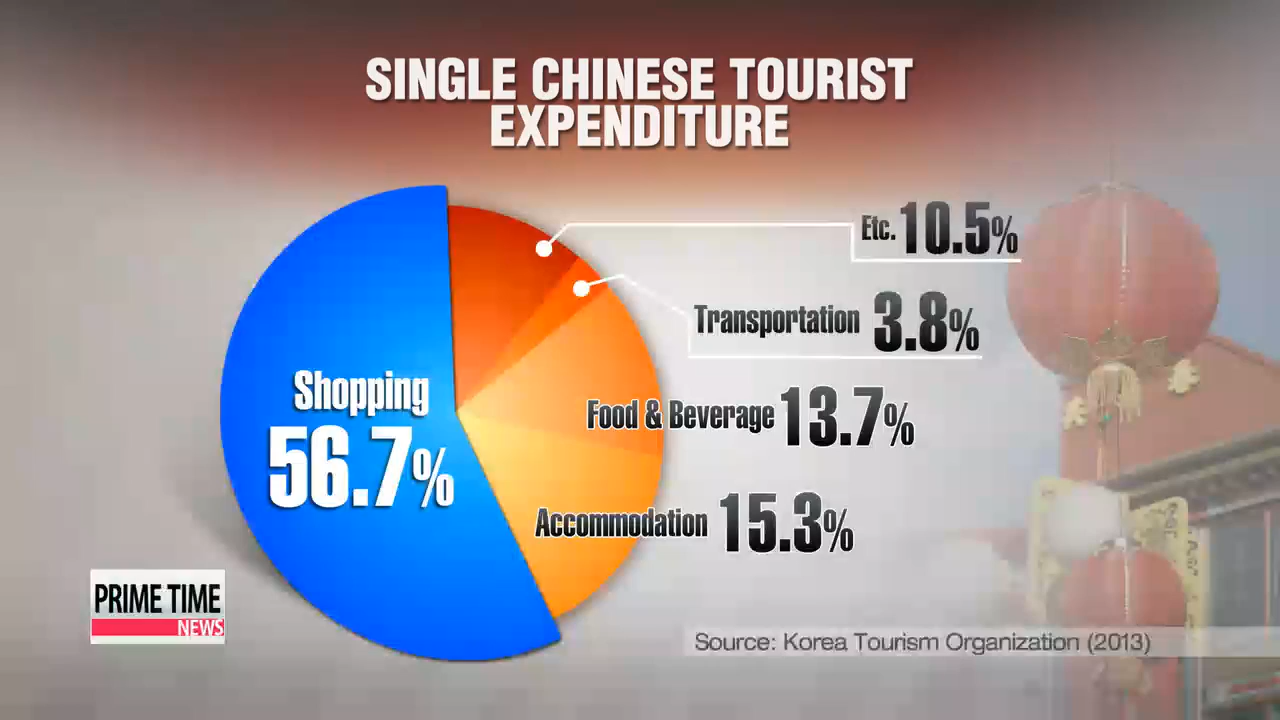 SINGLE CHINESE TOURIST
EXPENDITURE
Etc. 10.5%
Transportation 3.8%
Shopping
56.7%
Food & Beverage 13.7%
Accommodation 15.3%
PRIME TIME
NEWS
Source: Korea Tourism Organization (2013)